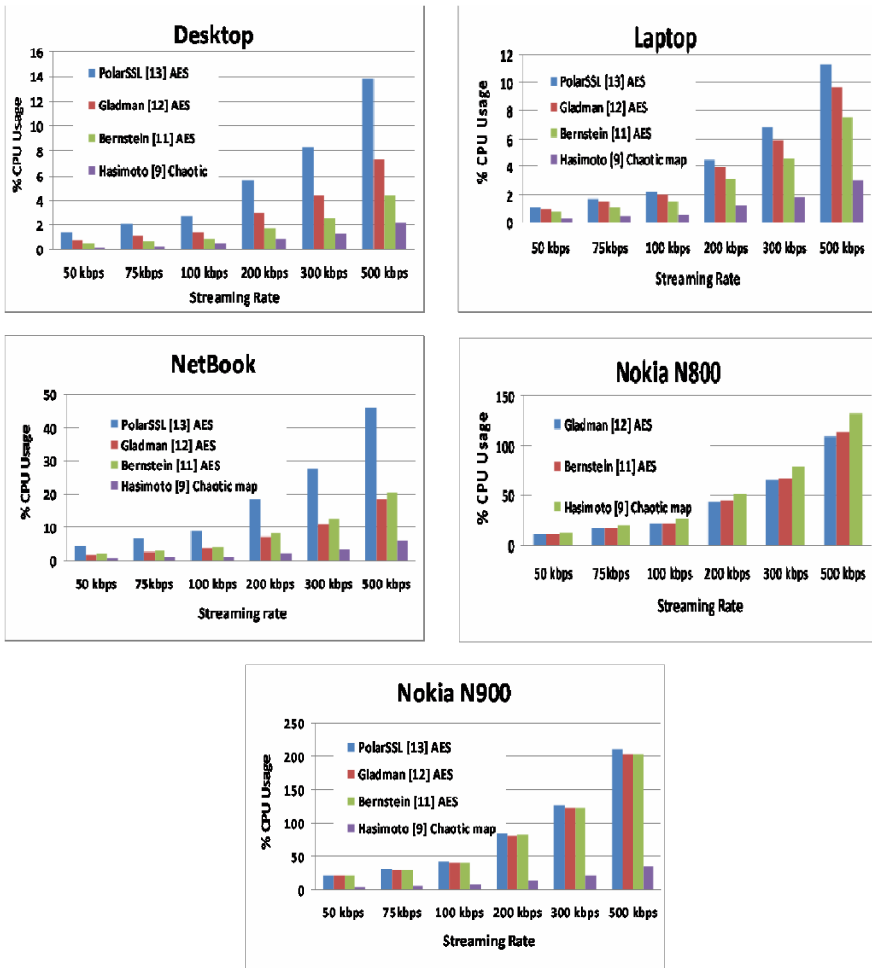 Desktop
% CPU Usage
16
14
12
10
8
6
4
2
0
PolarSSL [13] AES
Gladman [12] AES
Bernstein [11] AES
Hasimoto [9] Chaotic
50 kbps 75kbps 100 kbps 200 kbps 300 kbps 500 kbps
Streaming Rate
Laptop
% CPU Usage
12
10
8
6
4
2
0
PolarSSL [13] AES
Gladman [12] AES
Bernstein [11] AES
Hasimoto [9] Chaotic map
50 kbps 75 kbps 100 kbps 200 kbps 300 kbps 500 kbps
Streaming Rate
NetBook
% CPU Usage
50
40
30
20
10
0
PolarSSL [13] AES
Gladman [12] AES
Bernstein [11] AES
Hasimoto [9] Chaotic map
50 kbps 75 kbps 100 kbps 200 kbps 300 kbps 500 kbps
Streaming rate
Nokia N800
% CPU Usage
150
100
50
0
Gladman [12] AES
Bernstein [11] AES
Hasimoto [9] Chaotic map
50 kbps 75 kbps 100 kbps 200 kbps 300 kbps 500 kbps
Streaming Rate
Nokia N900
% CPU Usage
250
200
150
100
50
0
PolarSSL [13] AES
Gladman [12] AES
Bernstein [11] AES
Hasimoto [9] Chaotic map
50 kbps 75kbps 100 kbps 200 kbps 300 kbps 500 kbps
Streaming Rate